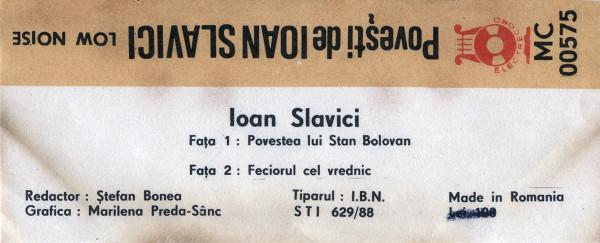 Povești de IOAN SLAVICI LOW NOISE
ELECTRECORD
MC
00575
Ioan Slavici
Fața 1 : Povestea lui Stan Bolovan
Fața 2 : Feciorul cel vrednic
Redactor : Ștefan Bonea
Grafica : Marilena Preda-Sânc
Tiparul : I.B.N.
STI 629/88
Made in Romania